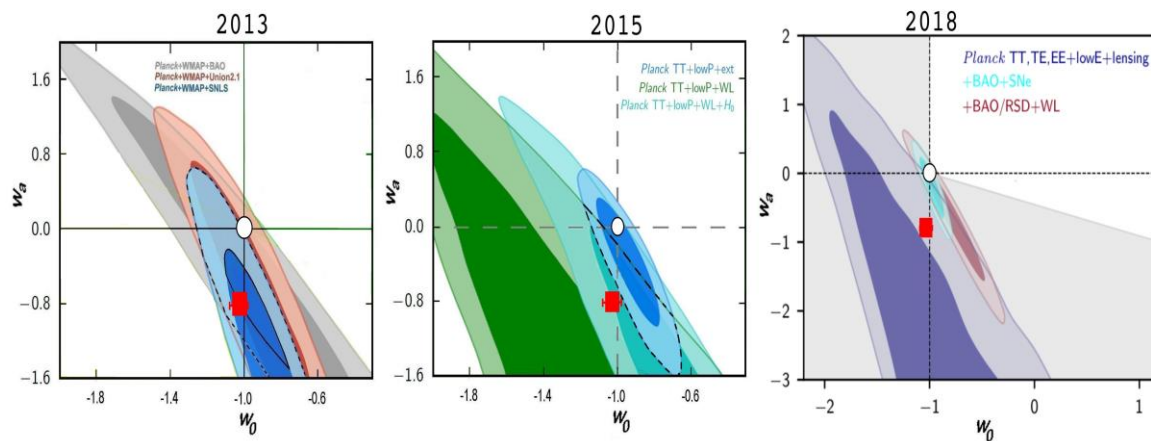 2013
Planck+WMAP+BAO
Planck+WMAP+Union2.1
Planck+WMAP+SNLS
1.6
0.8
0.0
−0.8
−1.6
wa
-1.8
-1.4
-1.0
-0.6
w0
2015
Planck TT+lowP+ext
Planck TT+lowP+WL
Planck TT+lowP+WL+H0
1.6
0.8
0.0
−0.8
−1.6
wa
-1.8
-1.4
-1.0
-0.6
w0
2018
Planck TT,TE,EE+lowE+lensing
+BAO+SNe
+BAO/RSD+WL
2
1
0
−1
−2
−3
wa
−2
−1
0
1
w0